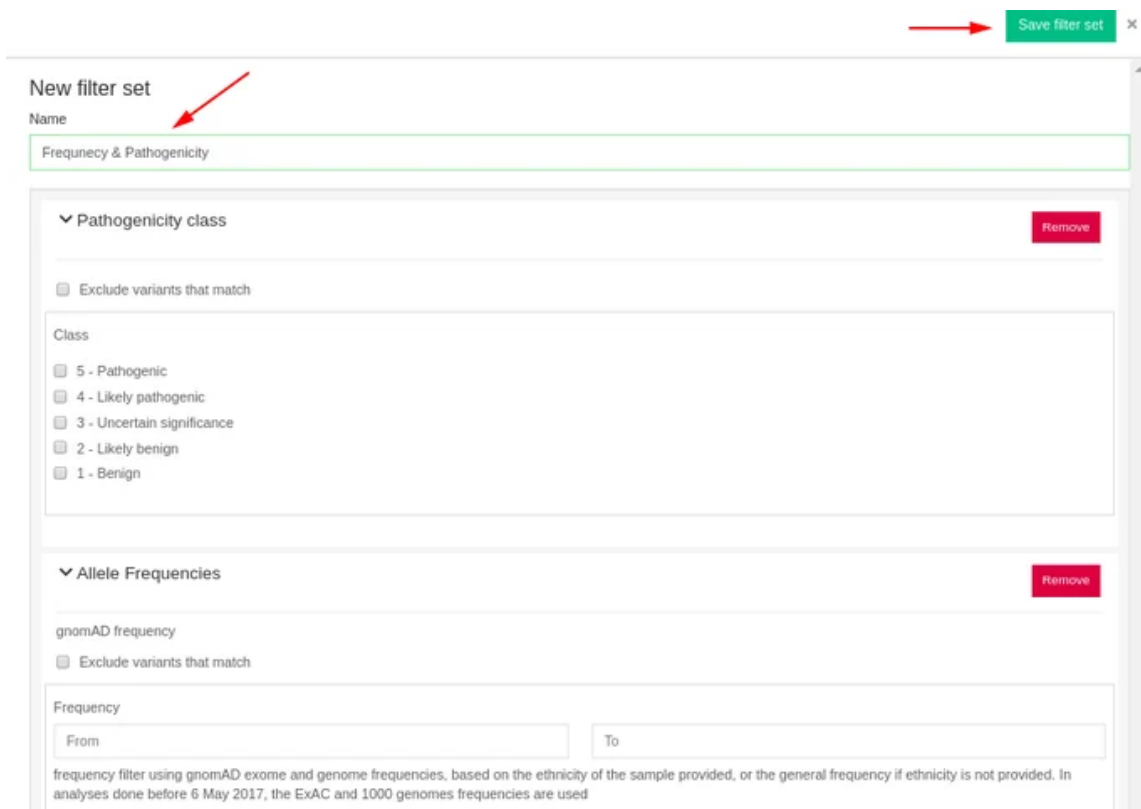 Save filter set ×
New filter set
Name
Frequnecy & Pathogenicity
Pathogenicity class
Remove
Exclude variants that match
Class
5 - Pathogenic
4 - Likely pathogenic
3 - Uncertain significance
2 - Likely benign
1 - Benign
Allele Frequencies
Remove
gnomAD frequency
Exclude variants that match
Frequency
From To
frequency filter using gnomAD exome and genome frequencies, based on the ethnicity of the sample provided, or the general frequency if ethnicity is not provided. In
analyses done before 6 May 2017, the ExAC and 1000 genomes frequencies are used